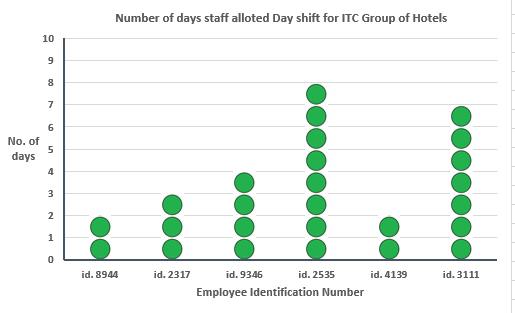 Number of days staff alloted Day shift for ITC Group of Hotels
10
9
8
7
6
5
4
3
2
1
0
No. of
days
id. 8944 id. 2317 id. 9346 id. 2535 id. 4139 id. 3111
Employee Identification Number